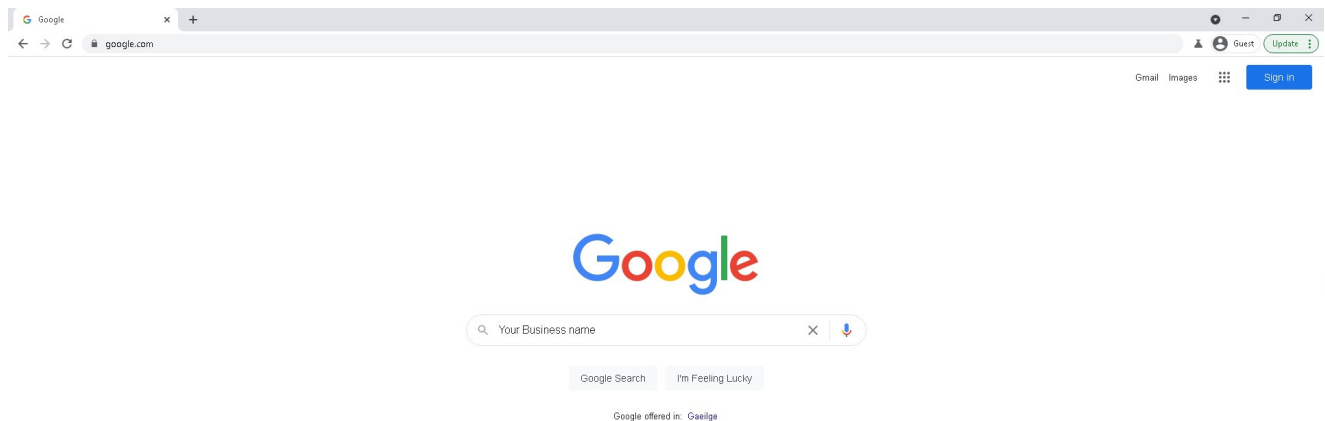 Google
google.com
Guest
Update
Gmail Images
Sign in
Google
Your Business name
Google Search I'm Feeling Lucky
Google offered in: Gaeilge